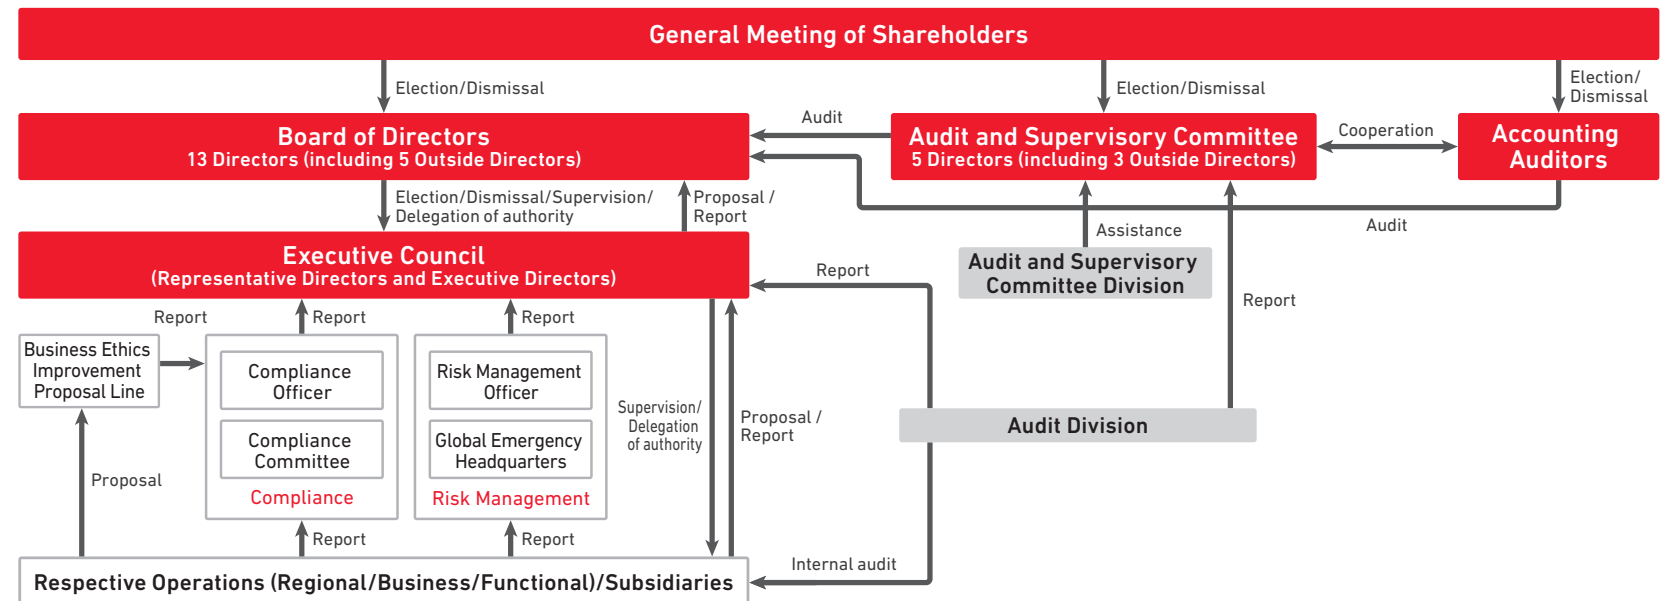 General Meeting of Shareholders
Election/Dismissal
Election/Dismissal
Election/
Dismissal
Board of Directors
13 Directors (including 5 Outside Directors)
Audit
Audit and Supervisory Committee
5 Directors (including 3 Outside Directors)
Cooperation
Accounting
Auditors
Election/Dismissal/Supervision/
Delegation of authority
Proposal /
Report
Assistance
Audit
Executive Council
(Representative Directors and Executive Directors)
Report
Audit and Supervisory
Committee Division
Report
Report
Report
Report
Business Ethics
Improvement
Proposal Line
Compliance
Officer
Compliance
Committee
Compliance
Risk Management
Officer
Global Emergency
Headquarters
Risk Management
Supervision/
Delegation
of authority
Proposal /
Report
Audit Division
Proposal
Report
Report
Internal audit
Respective Operations (Regional/Business/Functional)/Subsidiaries